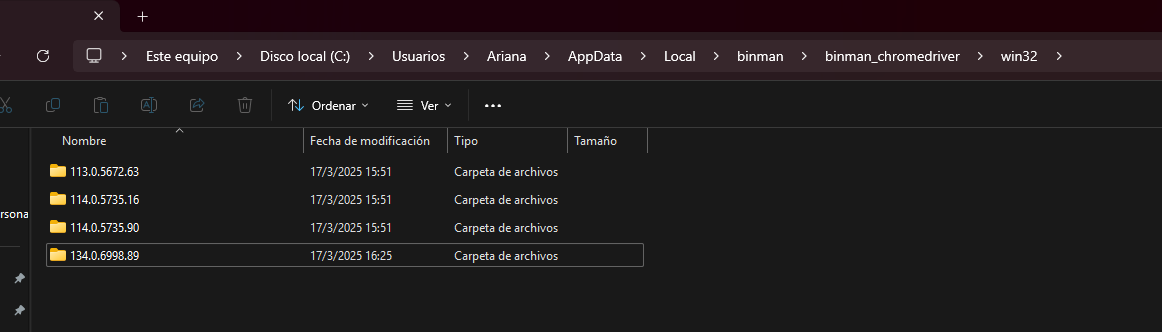 Este equipo > Disco local (C:) > Usuarios > Ariana > AppData > Local > binman > binman_chromedriver > win32 >
Ordenar Ver
Nombre Fecha de modificación Tipo Tamaño
113.0.5672.63 17/3/2025 15:51 Carpeta de archivos
114.0.5735.16 17/3/2025 15:51 Carpeta de archivos
rsona
114.0.5735.90 17/3/2025 15:51 Carpeta de archivos
134.0.6998.89 17/3/2025 16:25 Carpeta de archivos